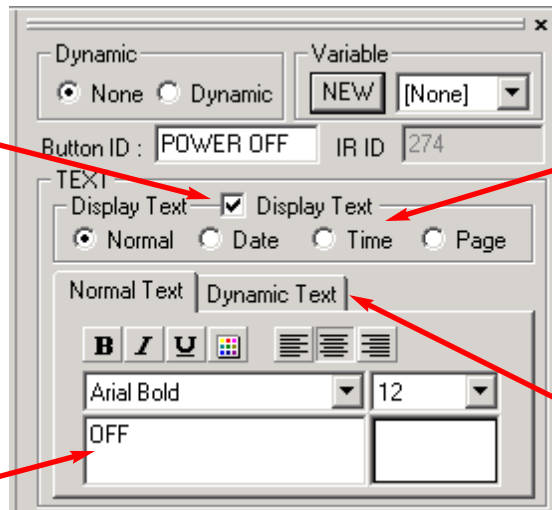 Dynamic Variable
None Dynamic NEW [None]
Button ID : POWER OFF IR ID 274
TEXT
Display Text Display Text
Normal Date Time Page
Normal Text Dynamic Text
B I U
Arial Bold 12
OFF